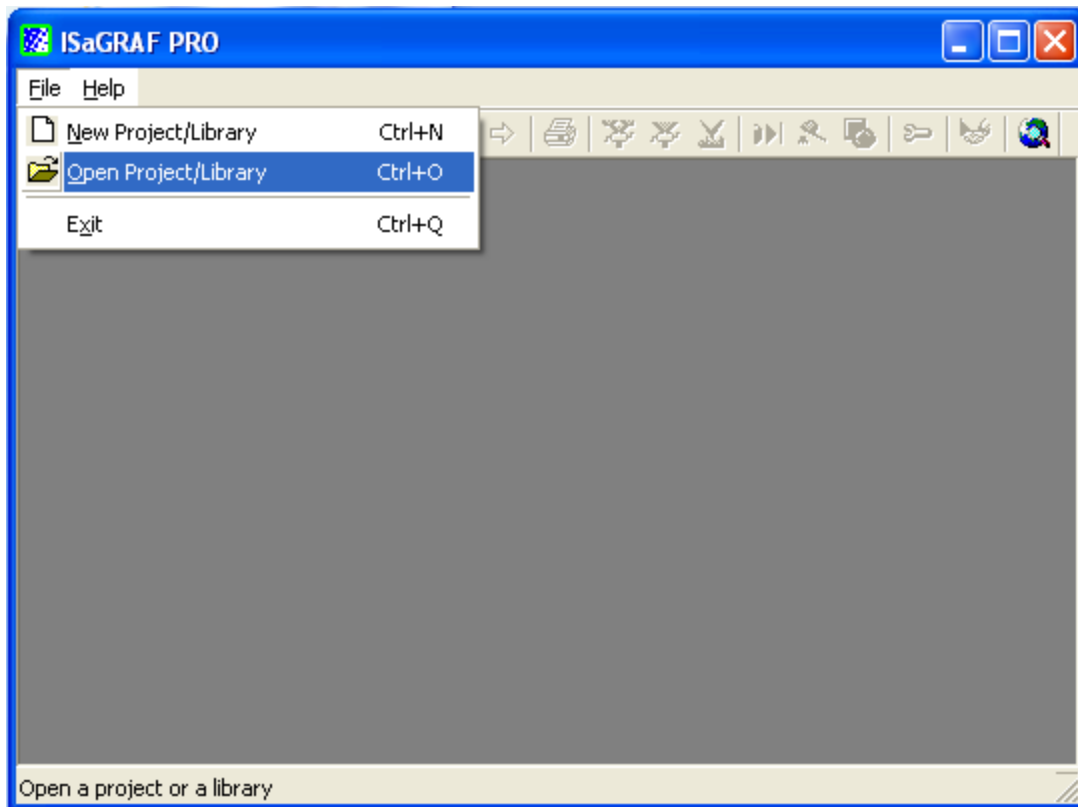 ISaGRAF PRO
File Help
New Project/Library Ctrl+N
Open Project/Library Ctrl+O
Exit Ctrl+Q
Open a project or a library